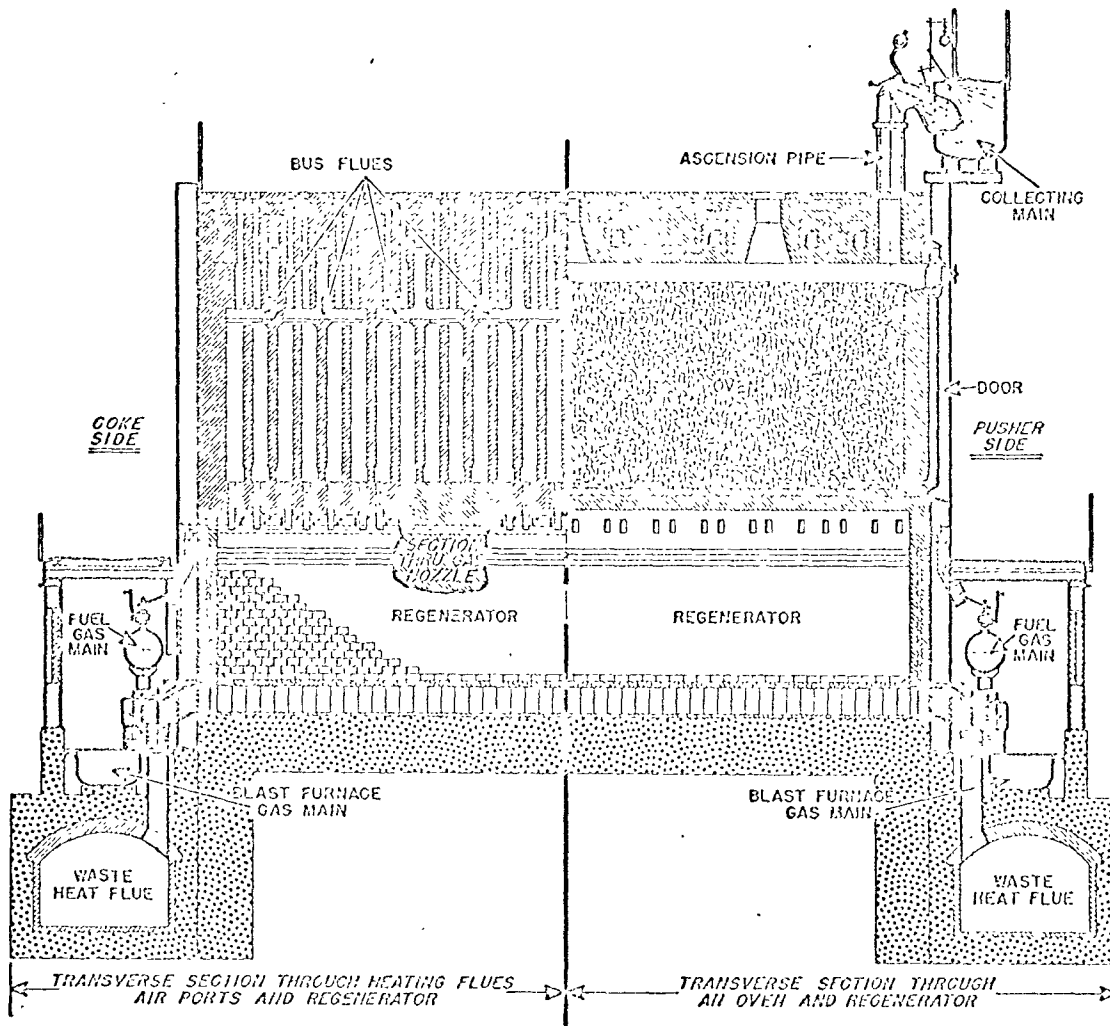 BUS FLUES
ASCENSION PIPE
COLLECTING
MAIN
OVEN
DOOR
COKE
SIDE
PUSHER
SIDE
SECTION
THRU GAS
NOZZLE
REGENERATOR
REGENERATOR
FUEL
GAS
MAIN
FUEL
GAS
MAIN
BLAST FURNACE
GAS MAIN
BLAST FURNACE
GAS MAIN
WASTE
HEAT FLUE
WASTE
HEAT FLUE
TRANSVERSE SECTION THROUGH HEATING FLUES
AIR PORTS AND REGENERATOR
TRANSVERSE SECTION THROUGH
AN OVEN AND REGENERATOR